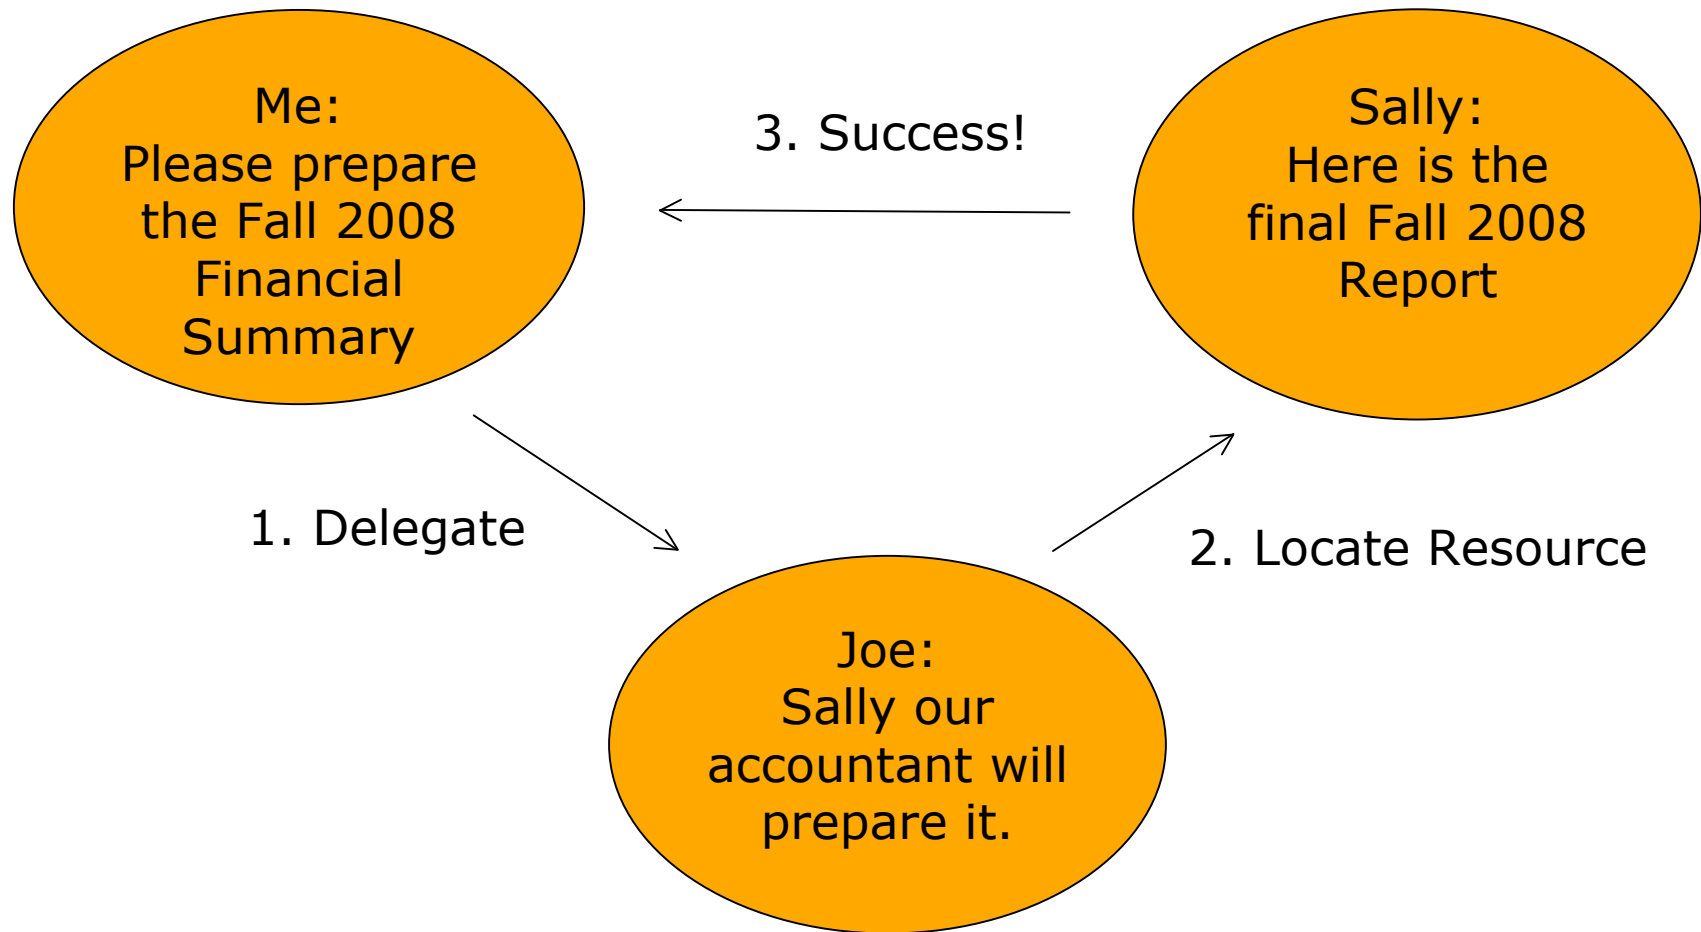 Me:
Please prepare
the Fall 2008
Financial
Summary
3. Success!
Sally:
Here is the
final Fall 2008
Report
1. Delegate
2. Locate Resource
Joe:
Sally our
accountant will
prepare it.